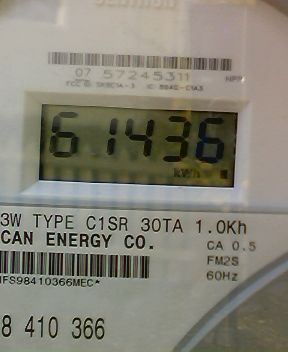 07 57245311
61436
kWh
3W TYPE C1SR 30TA 1.0Kh
CAN ENERGY CO.
CA 0.5
FM2S
60Hz
IFS98410366MEC*
8 410 366